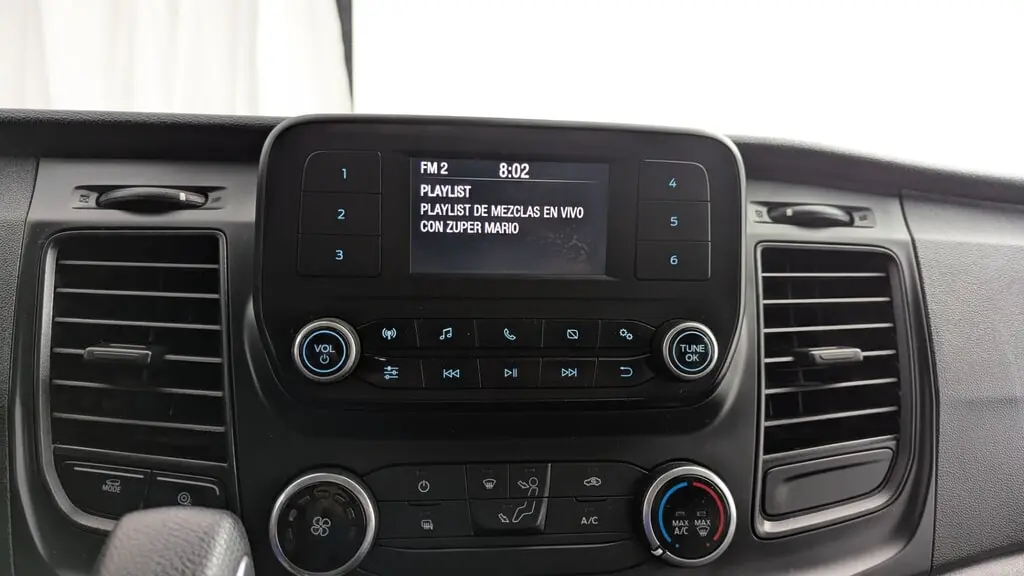 FM 2 8:02
PLAYLIST
PLAYLIST DE MEZCLAS EN VIVO
CON ZUPER MARIO
1
2
3
4
5
6
VOL
TUNE
OK
MODE
A/C
MAX
A/C
MAX